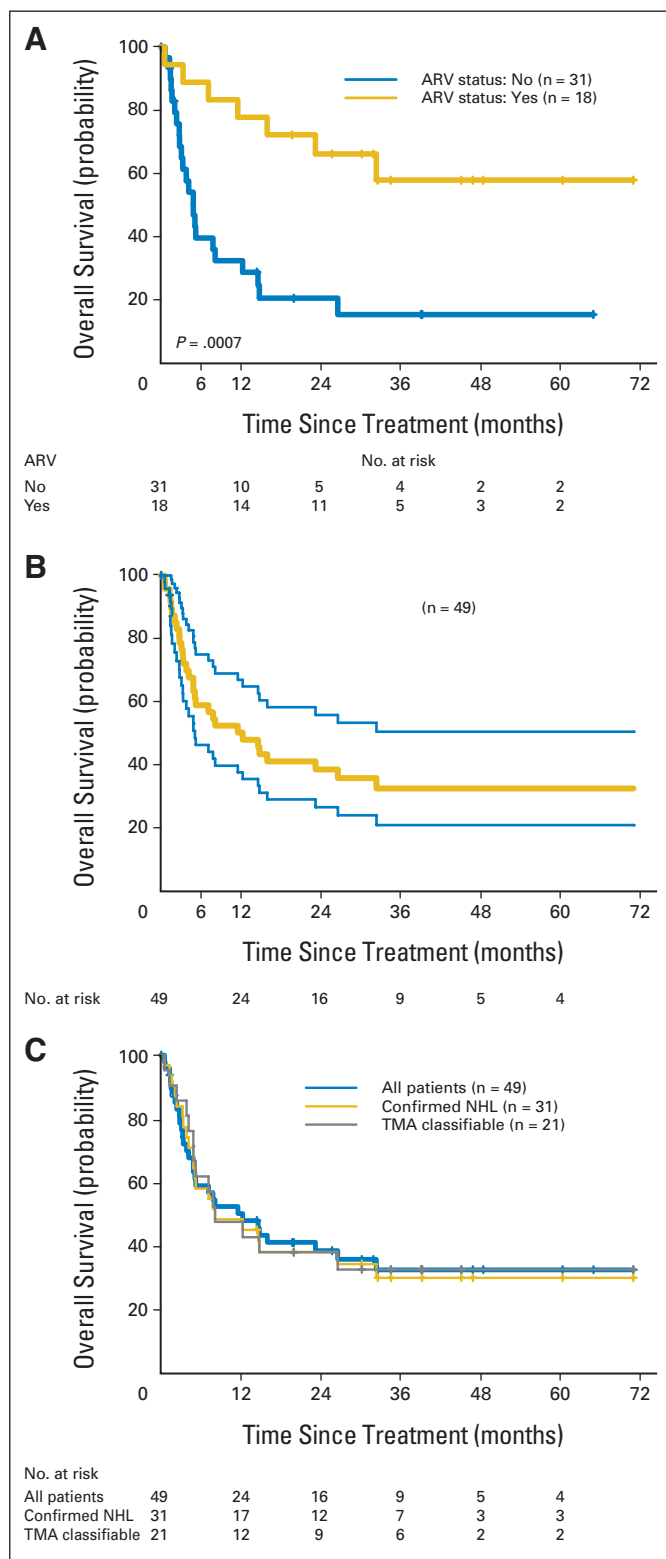 A
100
80
60
40
20
0
Overall Survival (probability)
ARV status: No (n = 31)
ARV status: Yes (n = 18)
P = .0007
6 12 24 36 48 60 72
Time Since Treatment (months)
ARV No. at risk
No 31 10 5 4 2 2
Yes 18 14 11 5 3 2
B
100
80
60
40
20
0
Overall Survival (probability)
(n = 49)
6 12 24 36 48 60 72
Time Since Treatment (months)
No. at risk 49 24 16 9 5 4
C
100
80
60
40
20
0
Overall Survival (probability)
All patients (n = 49)
Confirmed NHL (n = 31)
TMA classifiable (n = 21)
12 24 36 48 60 72
Time Since Treatment (months)
No. at risk
All patients 49 24 16 9 5 4
Confirmed NHL 31 17 12 7 3 3
TMA classifiable 21 12 9 6 2 2